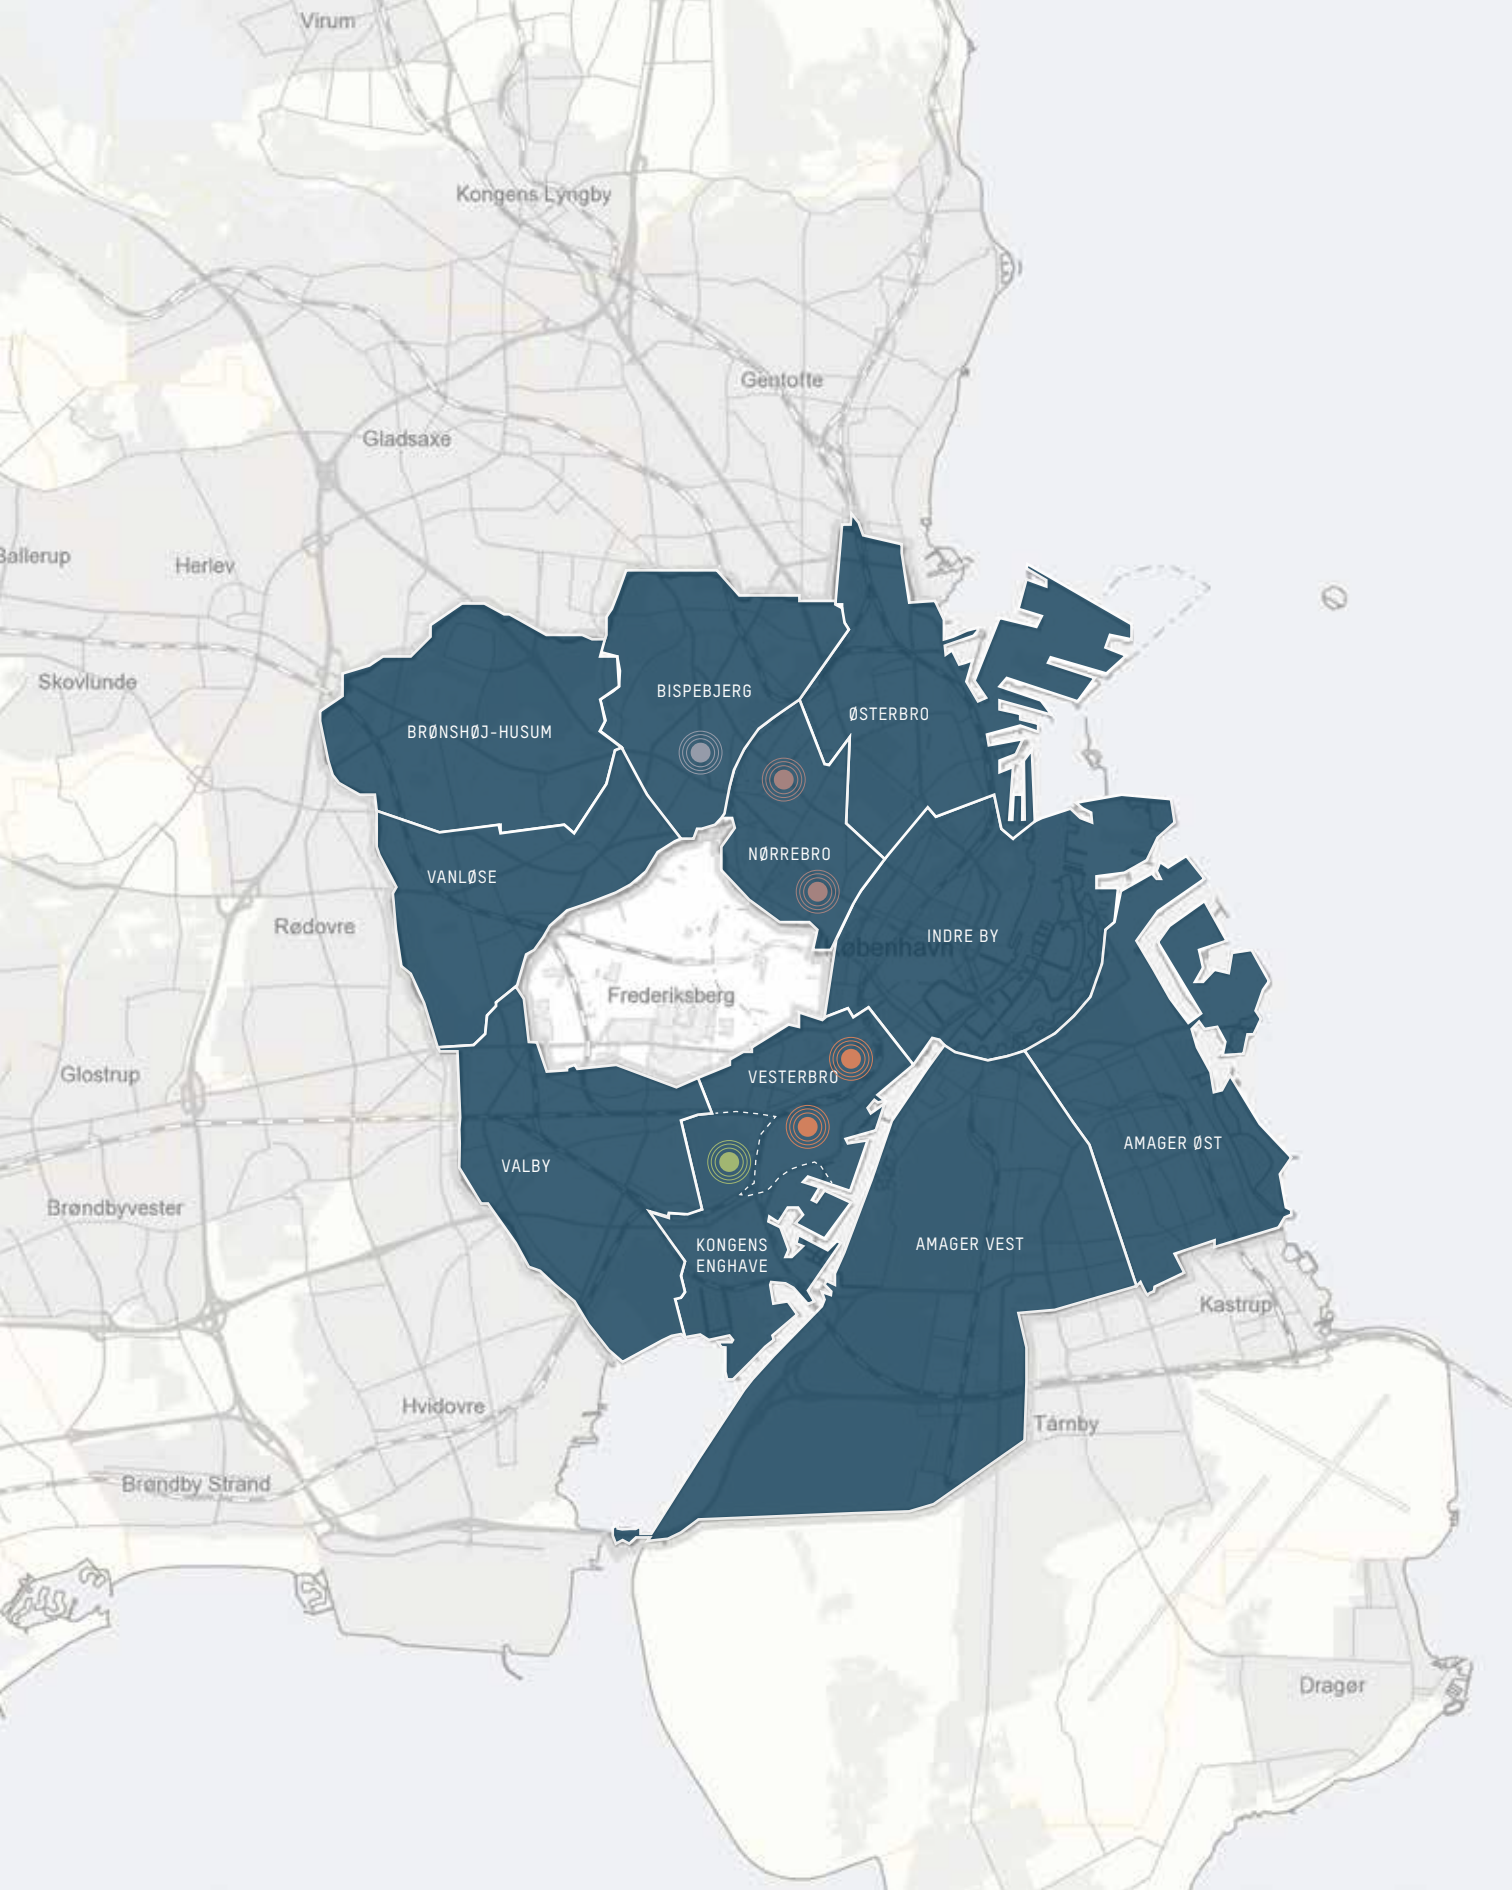 Virum
Kongens Lyngby
Gentofte
Gladsaxe
Ballerup
Herlev
Skovlunde
BISPEBJERG
ØSTERBRO
BRØNSHØJ-HUSUM
NØRREBRO
VANLØSE
Rødovre
INDRE BY
København
Frederiksberg
Glostrup
VESTERBRO
AMAGER ØST
VALBY
Brøndbyvester
KONGENS
ENGHAVE
AMAGER VEST
Kastrup
Hvidovre
Tårnby
Brøndby Strand
Dragør